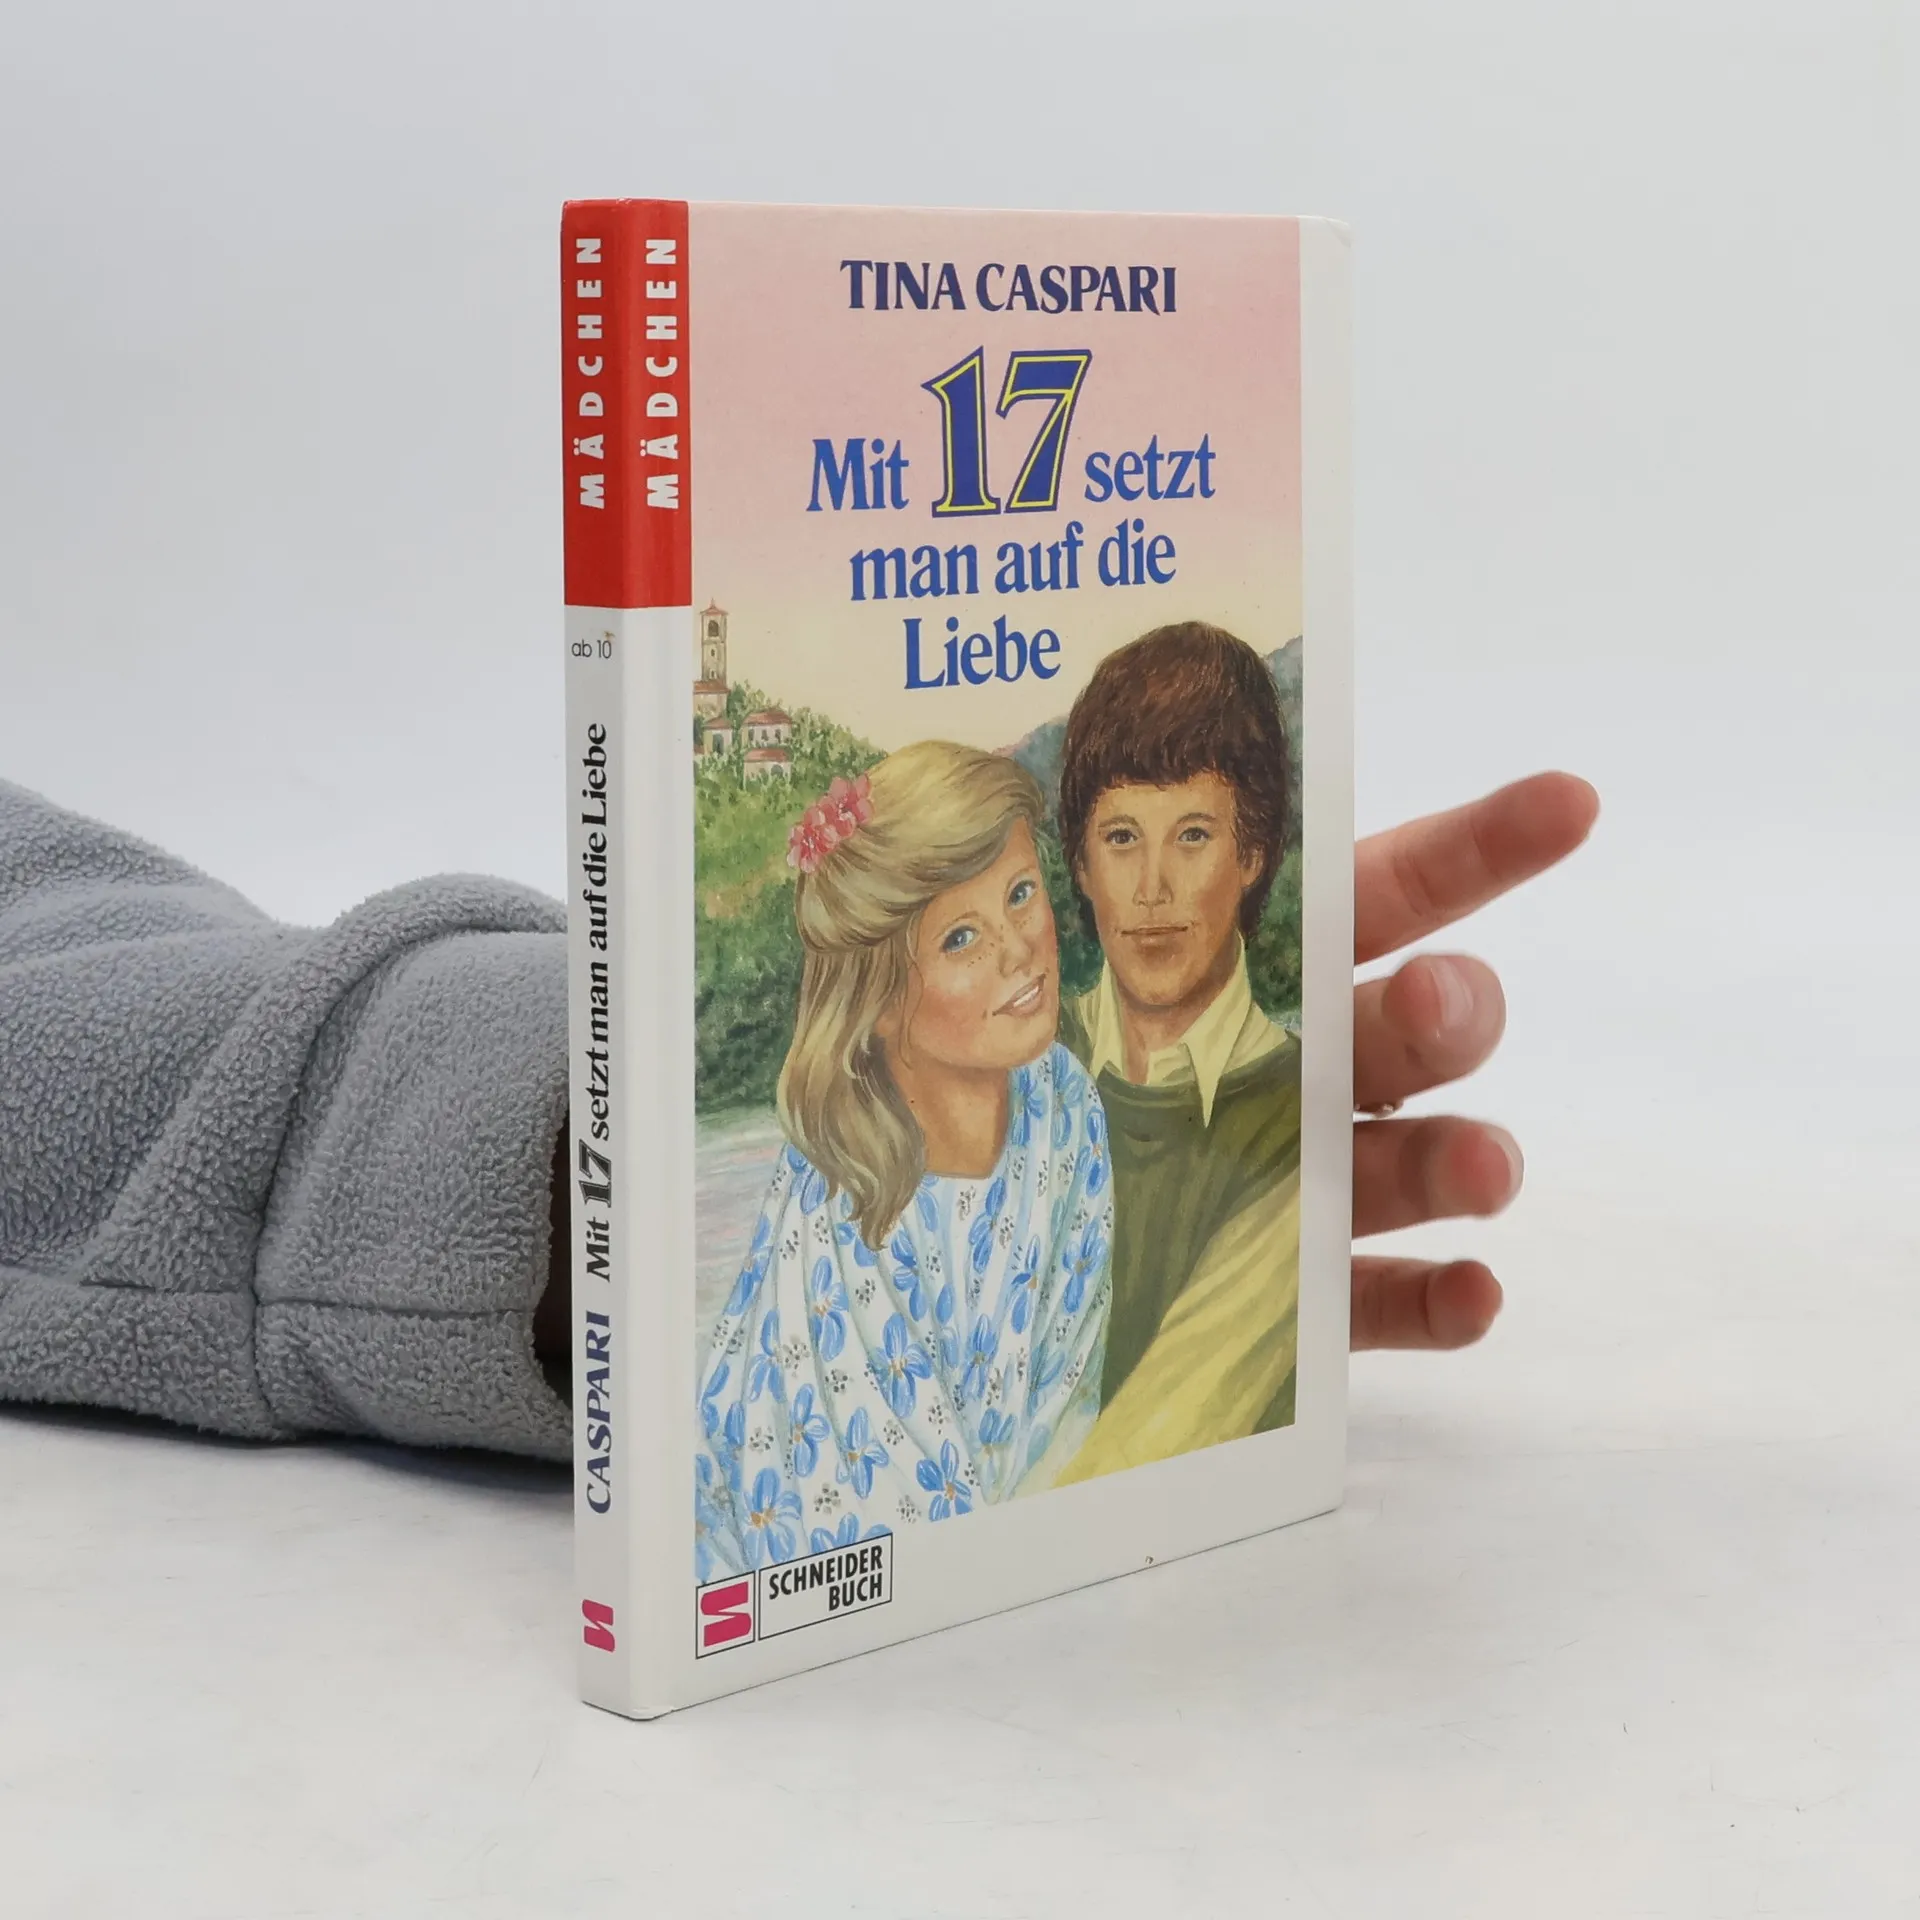 MÄDCHEN
ab 10
CASPARI Mit 17 setzt man auf die Liebe
MÄDCHEN
TINA CASPARI
Mit 17 setzt
man auf die
Liebe
SCHNEIDER
BUCH